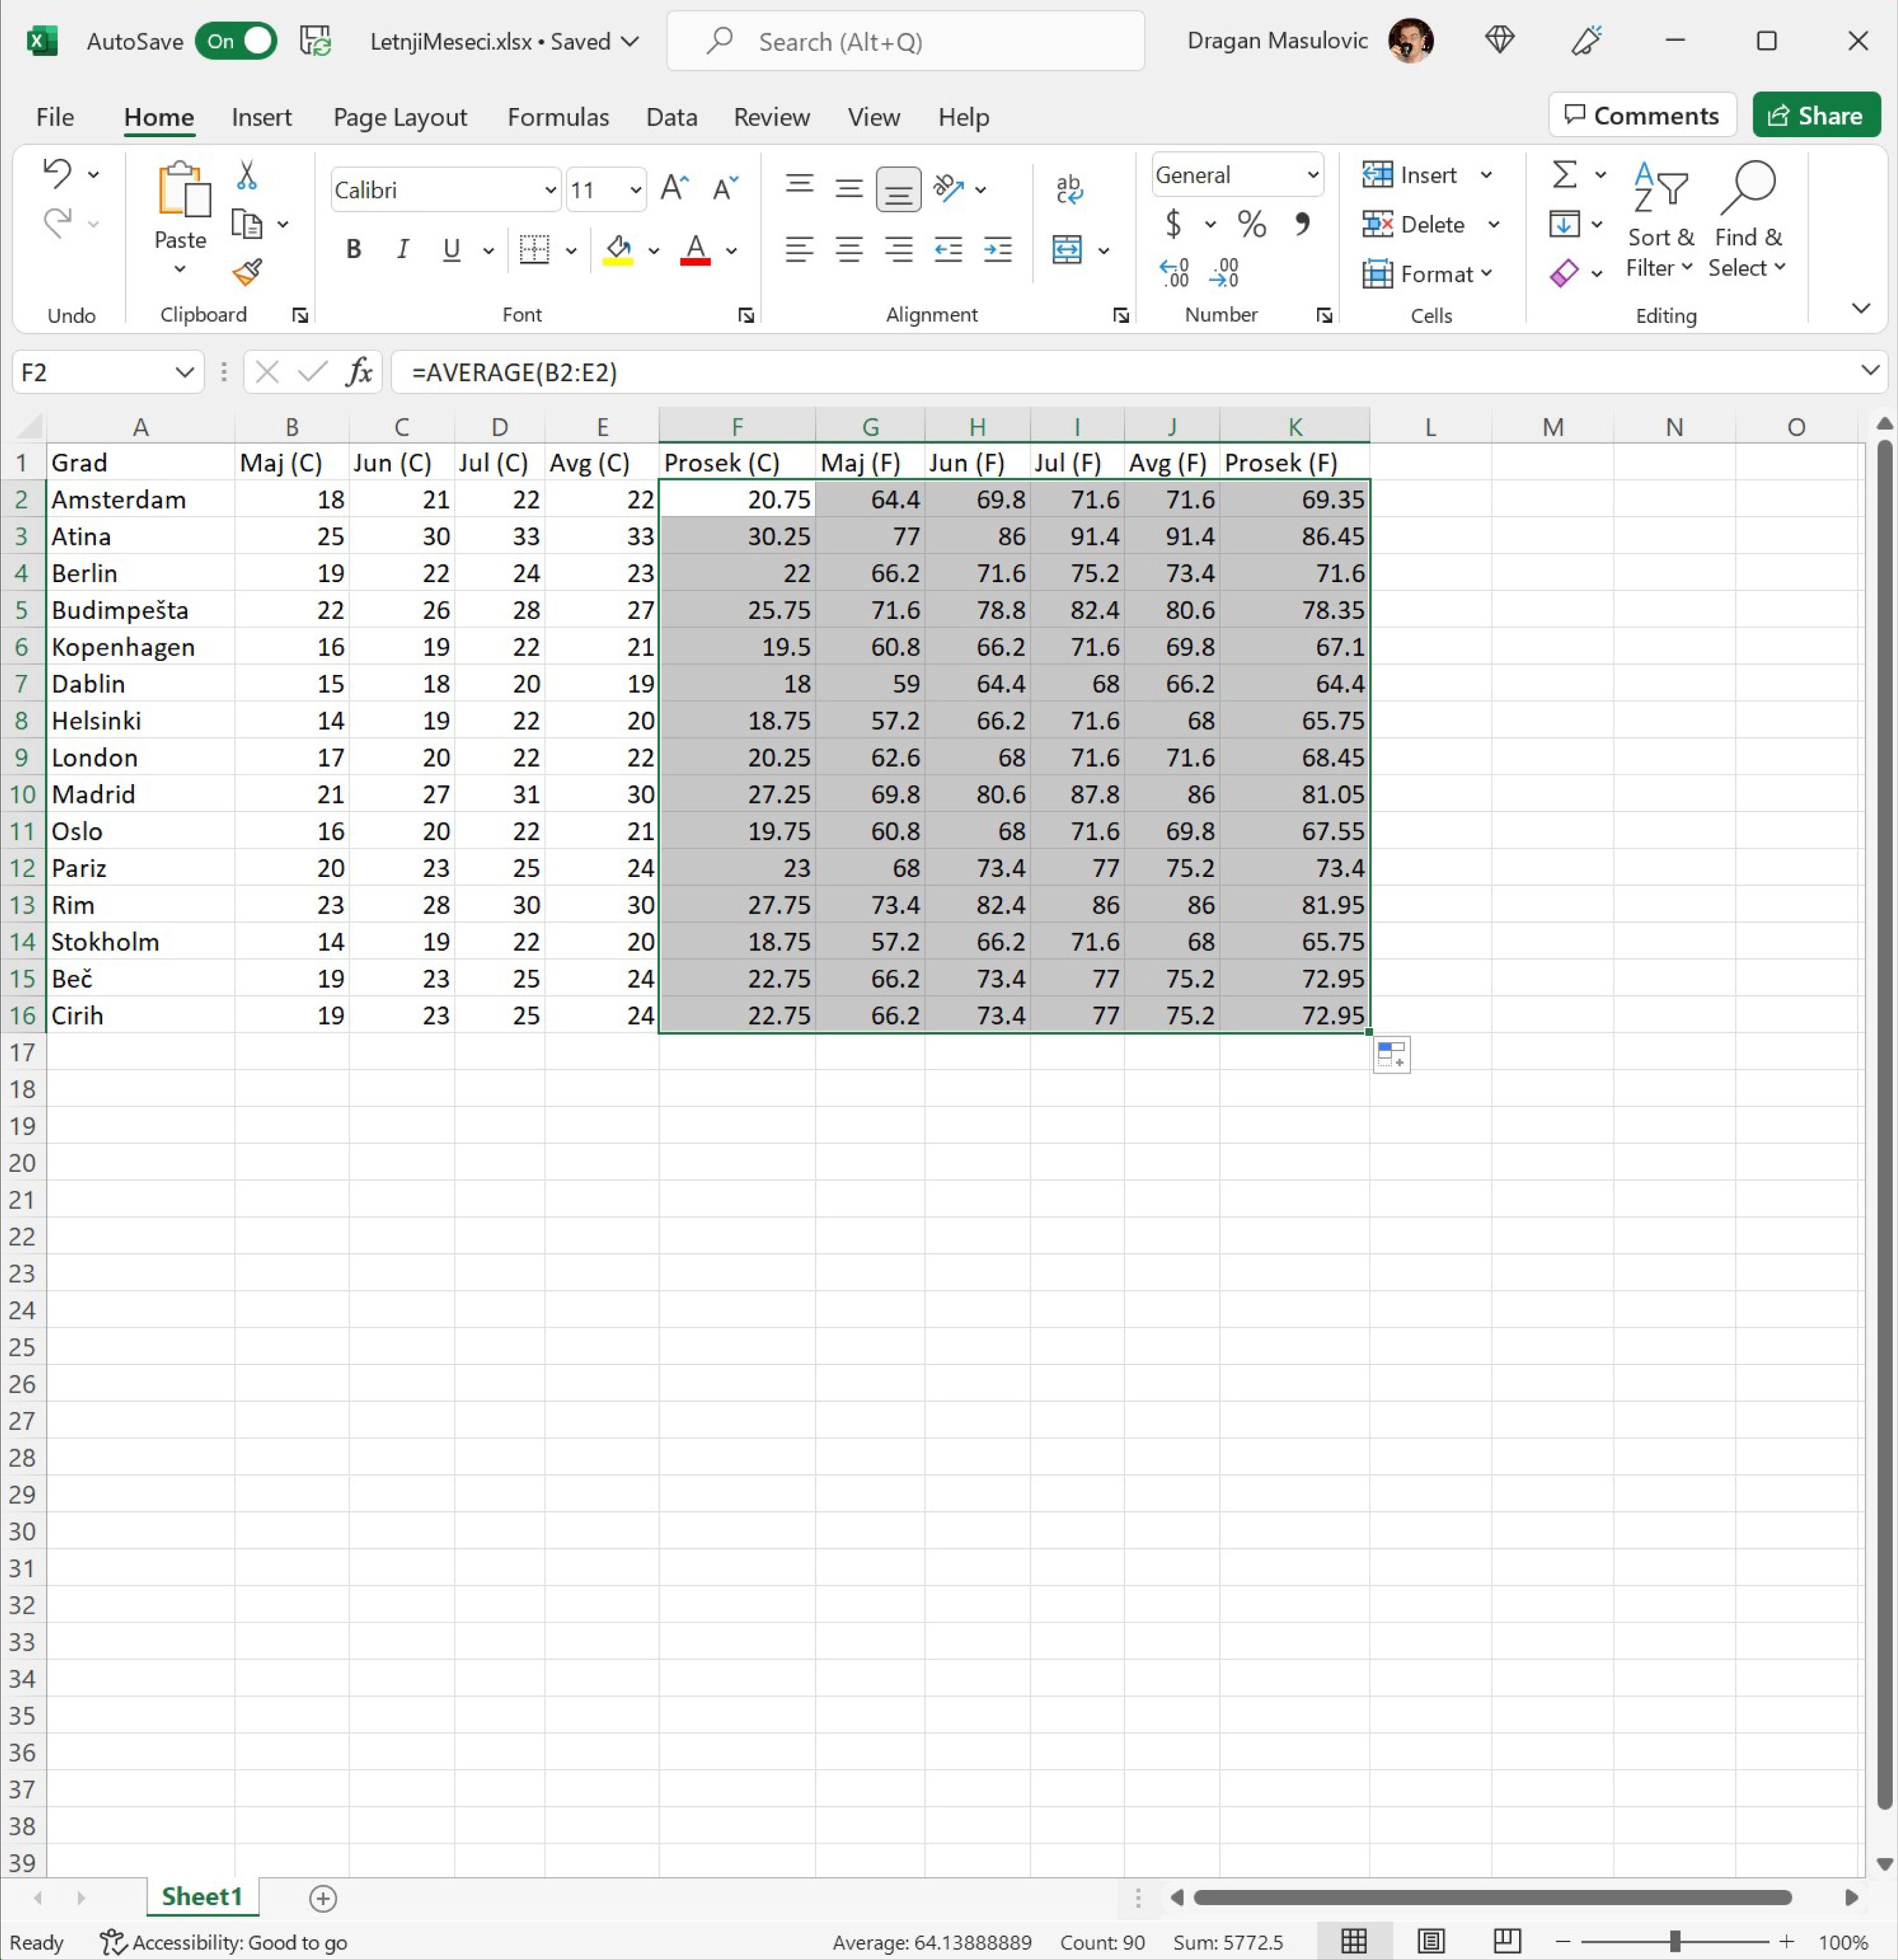 AutoSave On LetnjiMeseci.xlsx • Saved Search (Alt+Q) Dragan Masulovic
File Home Insert Page Layout Formulas Data Review View Help Comments Share
Calibri 11 General Insert
Paste Delete Sort & Filter Find & Select
Format
Undo Clipboard Font Alignment Number Cells Editing
F2 fx =AVERAGE(B2:E2)
A B C D E F G H I J K L M N O
1 Grad Maj (C) Jun (C) Jul (C) Avg (C) Prosek (C) Maj (F) Jun (F) Jul (F) Avg (F) Prosek (F)
2 Amsterdam 18 21 22 22 20.75 64.4 69.8 71.6 71.6 69.35
3 Atina 25 30 33 33 30.25 77 86 91.4 91.4 86.45
4 Berlin 19 22 24 23 22 66.2 71.6 75.2 73.4 71.6
5 Budimpešta 22 26 28 27 25.75 71.6 78.8 82.4 80.6 78.35
6 Kopenhagen 16 19 22 21 19.5 60.8 66.2 71.6 69.8 67.1
7 Dablin 15 18 20 19 18 59 64.4 68 66.2 64.4
8 Helsinki 14 19 22 20 18.75 57.2 66.2 71.6 68 65.75
9 London 17 20 22 22 20.25 62.6 68 71.6 71.6 68.45
10 Madrid 21 27 31 30 27.25 69.8 80.6 87.8 86 81.05
11 Oslo 16 20 22 21 19.75 60.8 68 71.6 69.8 67.55
12 Pariz 20 23 25 24 23 68 73.4 77 75.2 73.4
13 Rim 23 28 30 30 27.75 73.4 82.4 86 86 81.95
14 Stokholm 14 19 22 20 18.75 57.2 66.2 71.6 68 65.75
15 Beč 19 23 25 24 22.75 66.2 73.4 77 75.2 72.95
16 Cirih 19 23 25 24 22.75 66.2 73.4 77 75.2 72.95
17
18
19
20
21
22
23
24
25
26
27
28
29
30
31
32
33
34
35
36
37
38
39
Sheet1
Ready Accessibility: Good to go Average: 64.13888889 Count: 90 Sum: 5772.5 100%